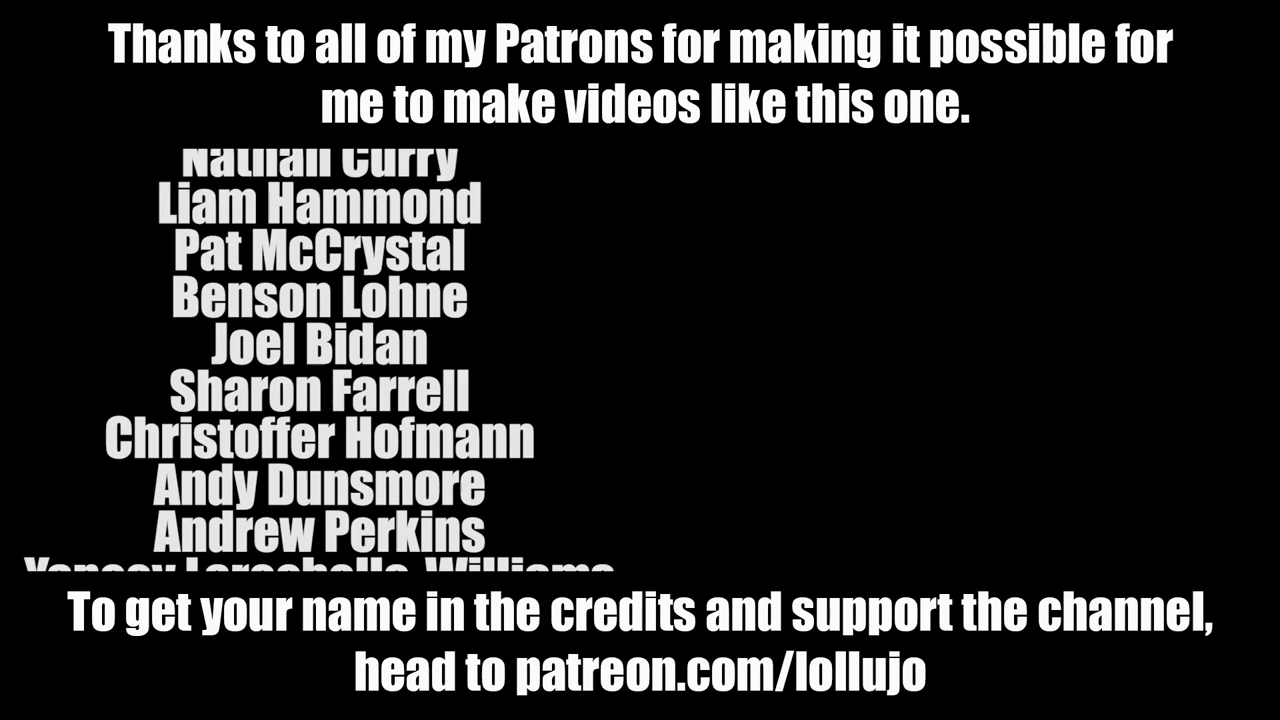 Thanks to all of my Patrons for making it possible for
me to make videos like this one.
Nathan Curry
Liam Hammond
Pat McCrystal
Benson Lohne
Joel Bidan
Sharon Farrell
Christoffer Hofmann
Andy Dunsmore
Andrew Perkins
To get your name in the credits and support the channel,
head to patreon.com/lollujo